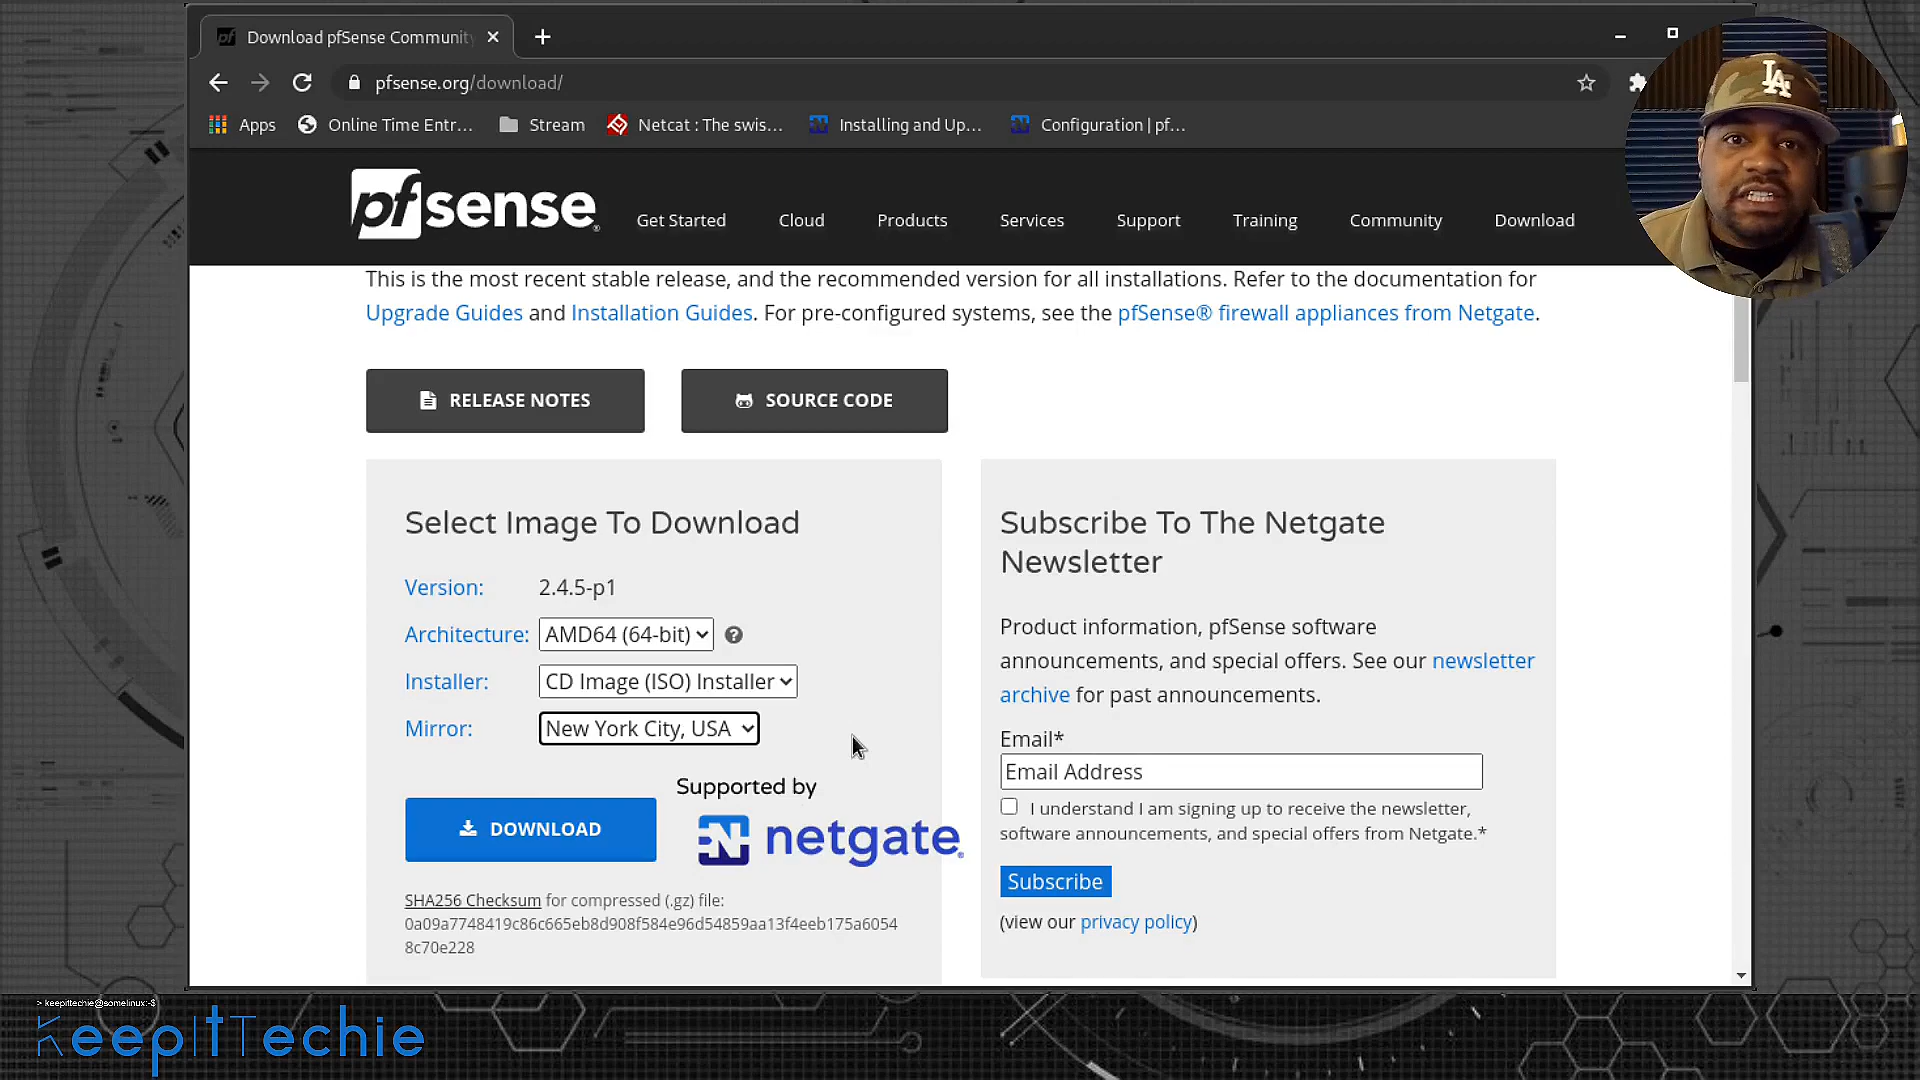 Download pfSense Communit
pfsense.org/download/
Apps
Online Time Entr...
Stream
Netcat : The swis...
Installing and Up...
Configuration | pf...
LA
pfsense®
Get Started
Cloud
Products
Services
Support
Training
Community
Download
This is the most recent stable release, and the recommended version for all installations. Refer to the documentation for
Upgrade Guides and Installation Guides. For pre-configured systems, see the pfSense® firewall appliances from Netgate.
RELEASE NOTES
SOURCE CODE
Select Image To Download
Version: 2.4.5-p1
Architecture: AMD64 (64-bit) ?
Installer: CD Image (ISO) Installer
Mirror: New York City, USA
DOWNLOAD
Supported by
N netgate®
SHA256 Checksum for compressed (.gz) file:
0a09a7748419c86c665eb8d908f584e96d54859aa13f4eeb175a6054
8c70e228
Subscribe To The Netgate
Newsletter
Product information, pfSense software
announcements, and special offers. See our newsletter
archive for past announcements.
Email*
Email Address
I understand I am signing up to receive the newsletter,
software announcements, and special offers from Netgate.*
Subscribe
(view our privacy policy)
> keepittechie@somelinux:-$
KeepItTechie